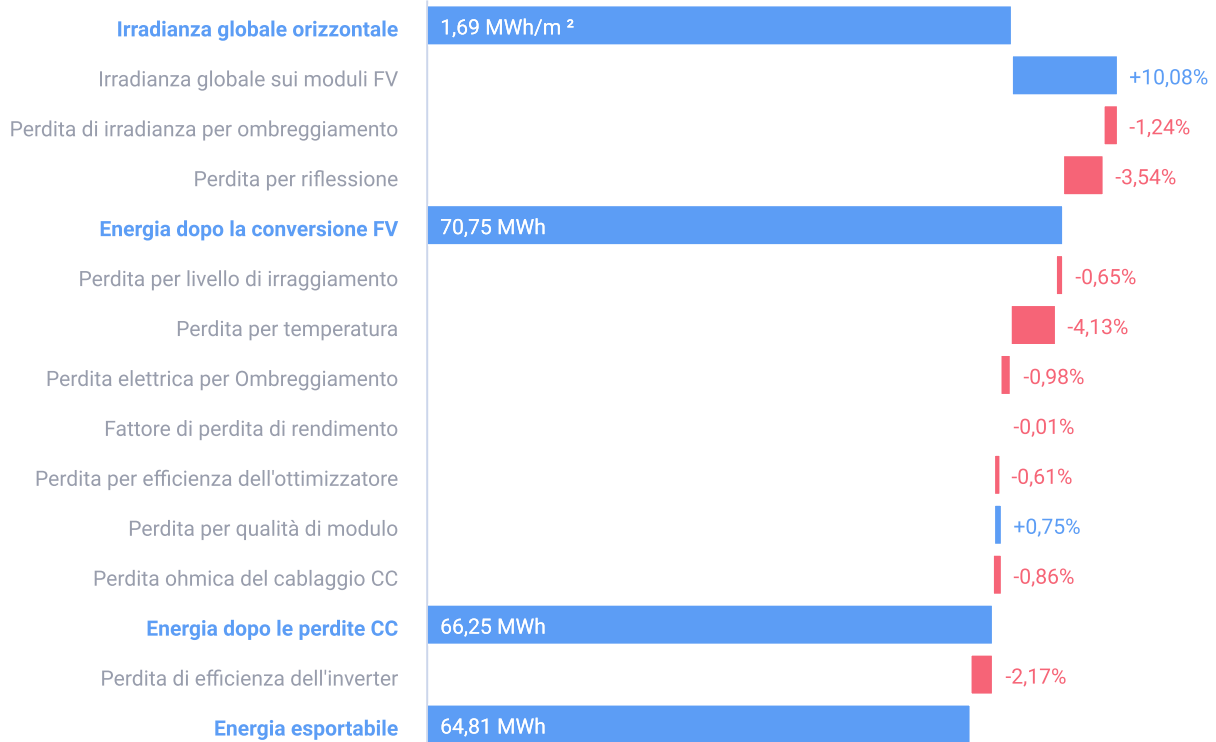 Irradianza globale orizzontale 1,69 MWh/m ²
Irradianza globale sui moduli FV +10,08%
Perdita di irradianza per ombreggiamento -1,24%
Perdita per riflessione -3,54%
Energia dopo la conversione FV 70,75 MWh
Perdita per livello di irraggiamento -0,65%
Perdita per temperatura -4,13%
Perdita elettrica per Ombreggiamento -0,98%
Fattore di perdita di rendimento -0,01%
Perdita per efficienza dell'ottimizzatore -0,61%
Perdita per qualità di modulo +0,75%
Perdita ohmica del cablaggio CC -0,86%
Energia dopo le perdite CC 66,25 MWh
Perdita di efficienza dell'inverter -2,17%
Energia esportabile 64,81 MWh